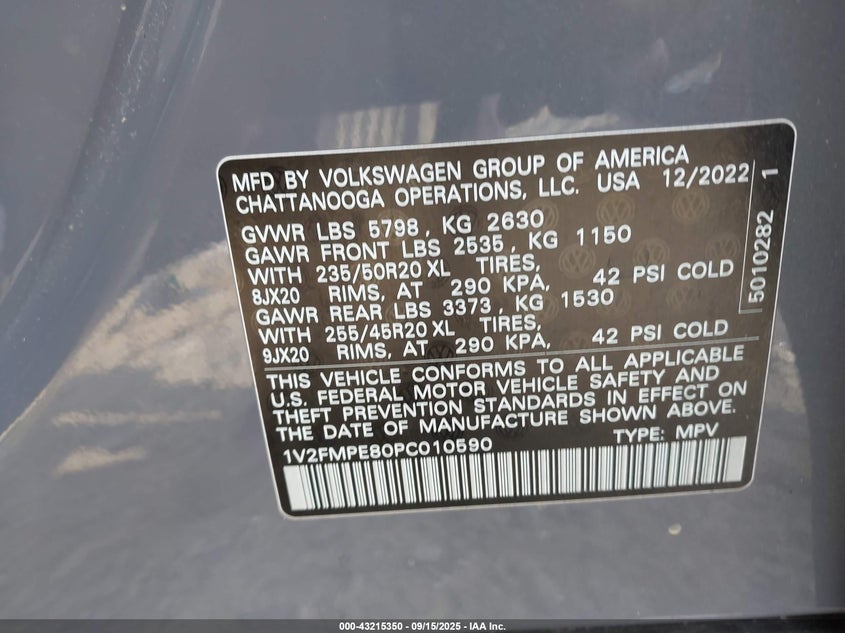 MFD BY VOLKSWAGEN GROUP OF AMERICA
CHATTANOOGA OPERATIONS, LLC. USA 12/2022
GVWR LBS 5798, KG 2630
GAWR FRONT LBS 2535, KG 1150
WITH 235/50R20 XL TIRES,
8JX20 RIMS, AT 290 KPA, 42 PSI COLD
GAWR REAR LBS 3373, KG 1530
WITH 255/45R20 XL TIRES,
9JX20 RIMS, AT 290 KPA, 42 PSI COLD
5010282 1
THIS VEHICLE CONFORMS TO ALL APPLICABLE
U.S. FEDERAL MOTOR VEHICLE SAFETY AND
THEFT PREVENTION STANDARDS IN EFFECT ON
THE DATE OF MANUFACTURE SHOWN ABOVE.
1V2FMPE80PC010590 TYPE: MPV
000-43215350 - 09/15/2025 - IAA Inc.